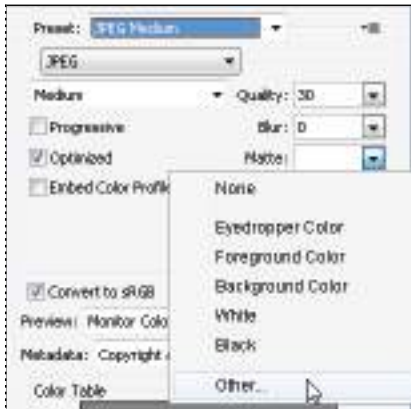 Preset: JPEG Medium
JPEG
Medium Quality: 30
Progressive Blur: 0
Optimized Matte:
Embed Color Profile
None
Eyedropper Color
Foreground Color
Background Color
White
Black
Other...
Convert to sRGB
Preview: Monitor Colo
Metadata: Copyright
Color Table